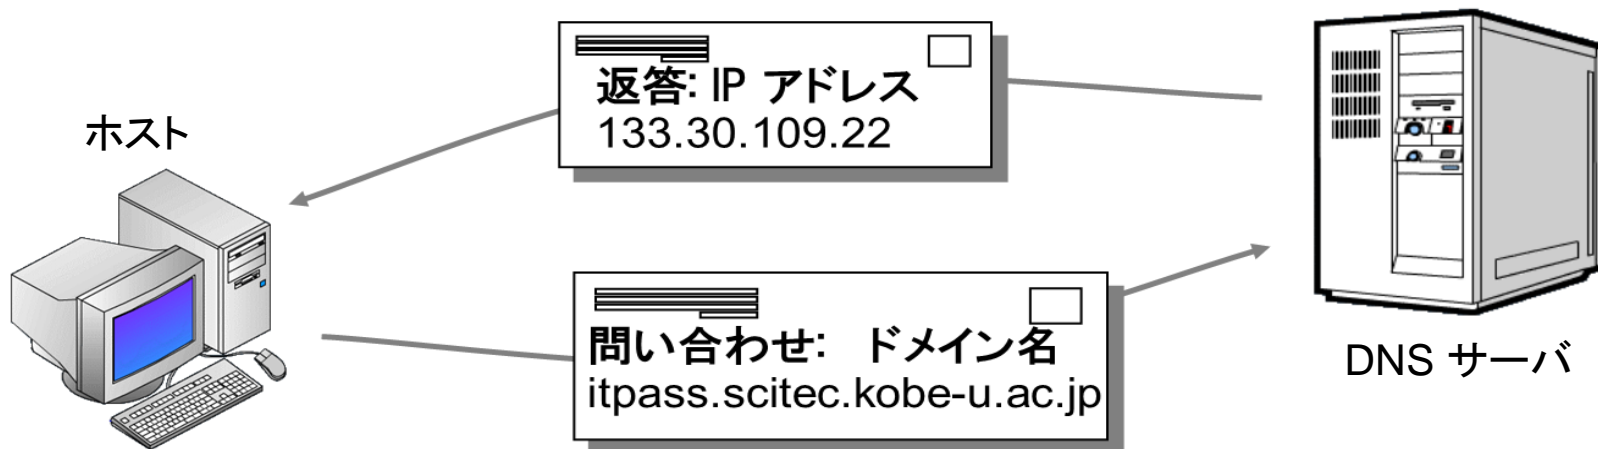 返答: IP アドレス
133.30.109.22
ホスト
問い合わせ: ドメイン名
itpass.scitec.kobe-u.ac.jp
DNS サーバ